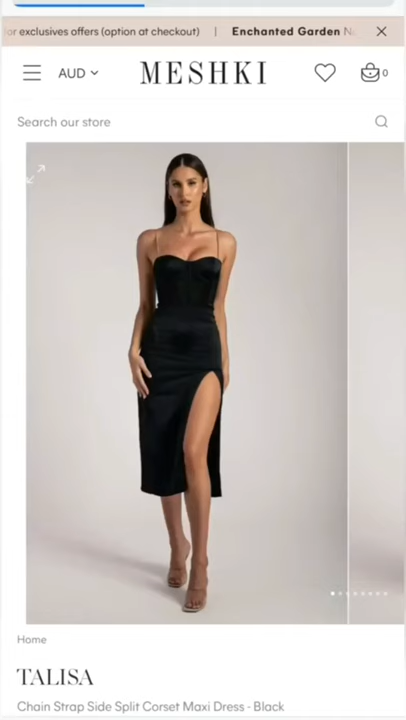 or exclusives offers (option at checkout) | Enchanted Garden
AUD MESHKI 0
Search our store
Home
TALISA
Chain Strap Side Split Corset Maxi Dress - Black